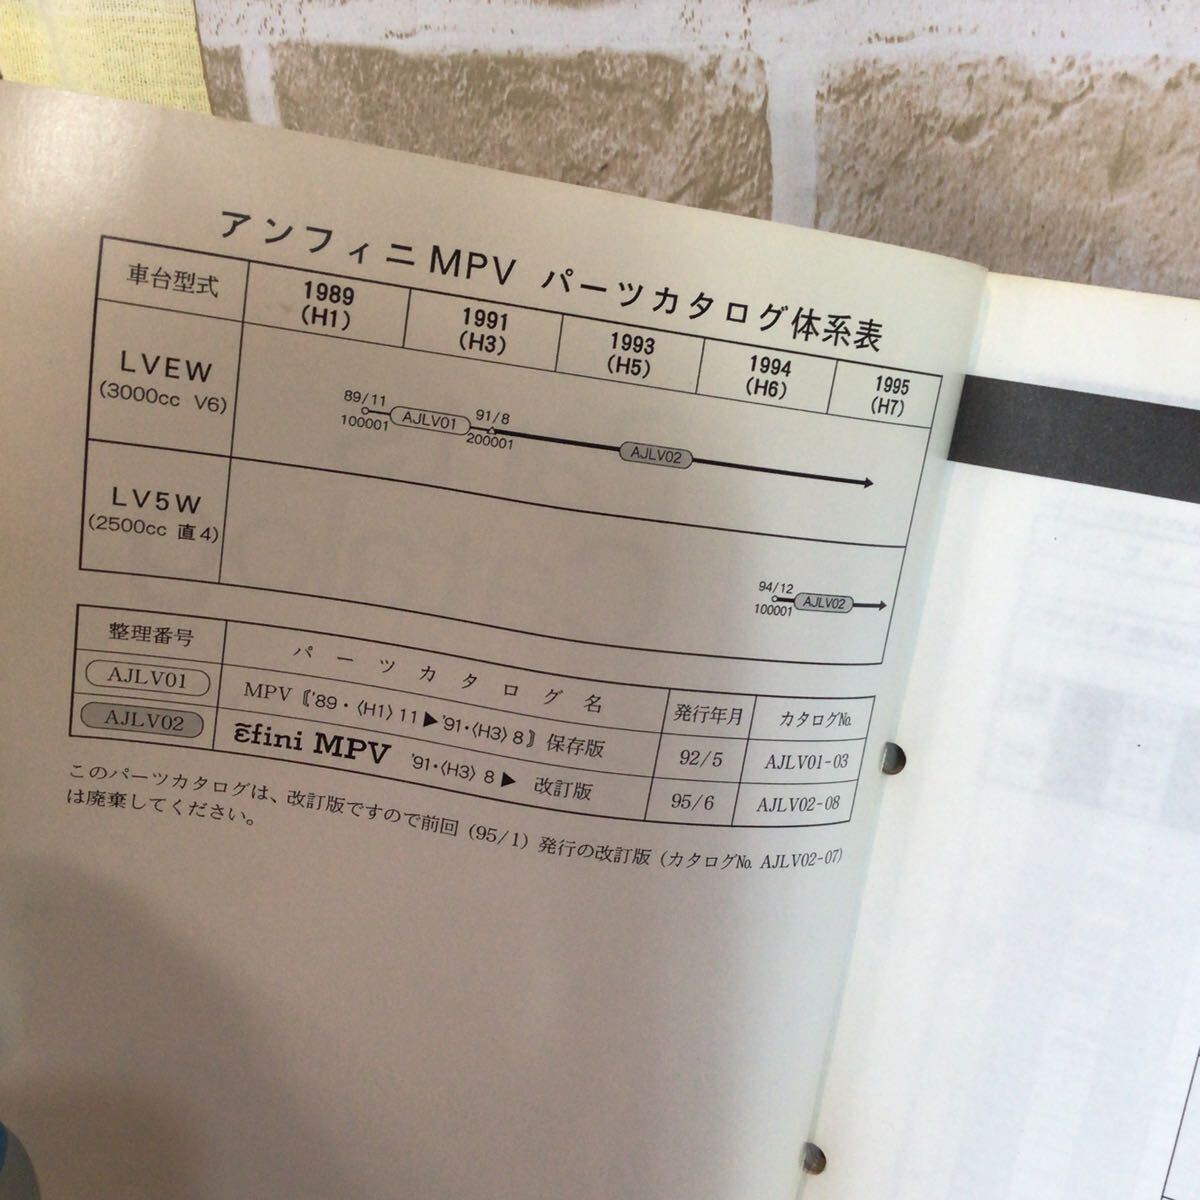 アンフィニ MPV パーツカタログ体系表
車台型式
1989
(H1)
1991
(H3)
1993
(H5)
1994
(H6)
1995
(H7)
LVEW
(3000cc V6)
89/11
100001
AJLV01
91/8
200001
AJLV02
LV5W
(2500cc 直4)
94/12
100001
AJLV02
整理番号 パーツカタログ名 発行年月 カタログ№
AJLV01 MPV〘'89・〈H1〉11▶'91・〈H3〉8〙保存版 92/5 AJLV01-03
AJLV02 ε̃fini MPV '91・〈H3〉8▶ 改訂版 95/6 AJLV02-08
このパーツカタログは、改訂版ですので前回（95/1）発行の改訂版（カタログ№ AJLV02-07）
は廃棄してください。